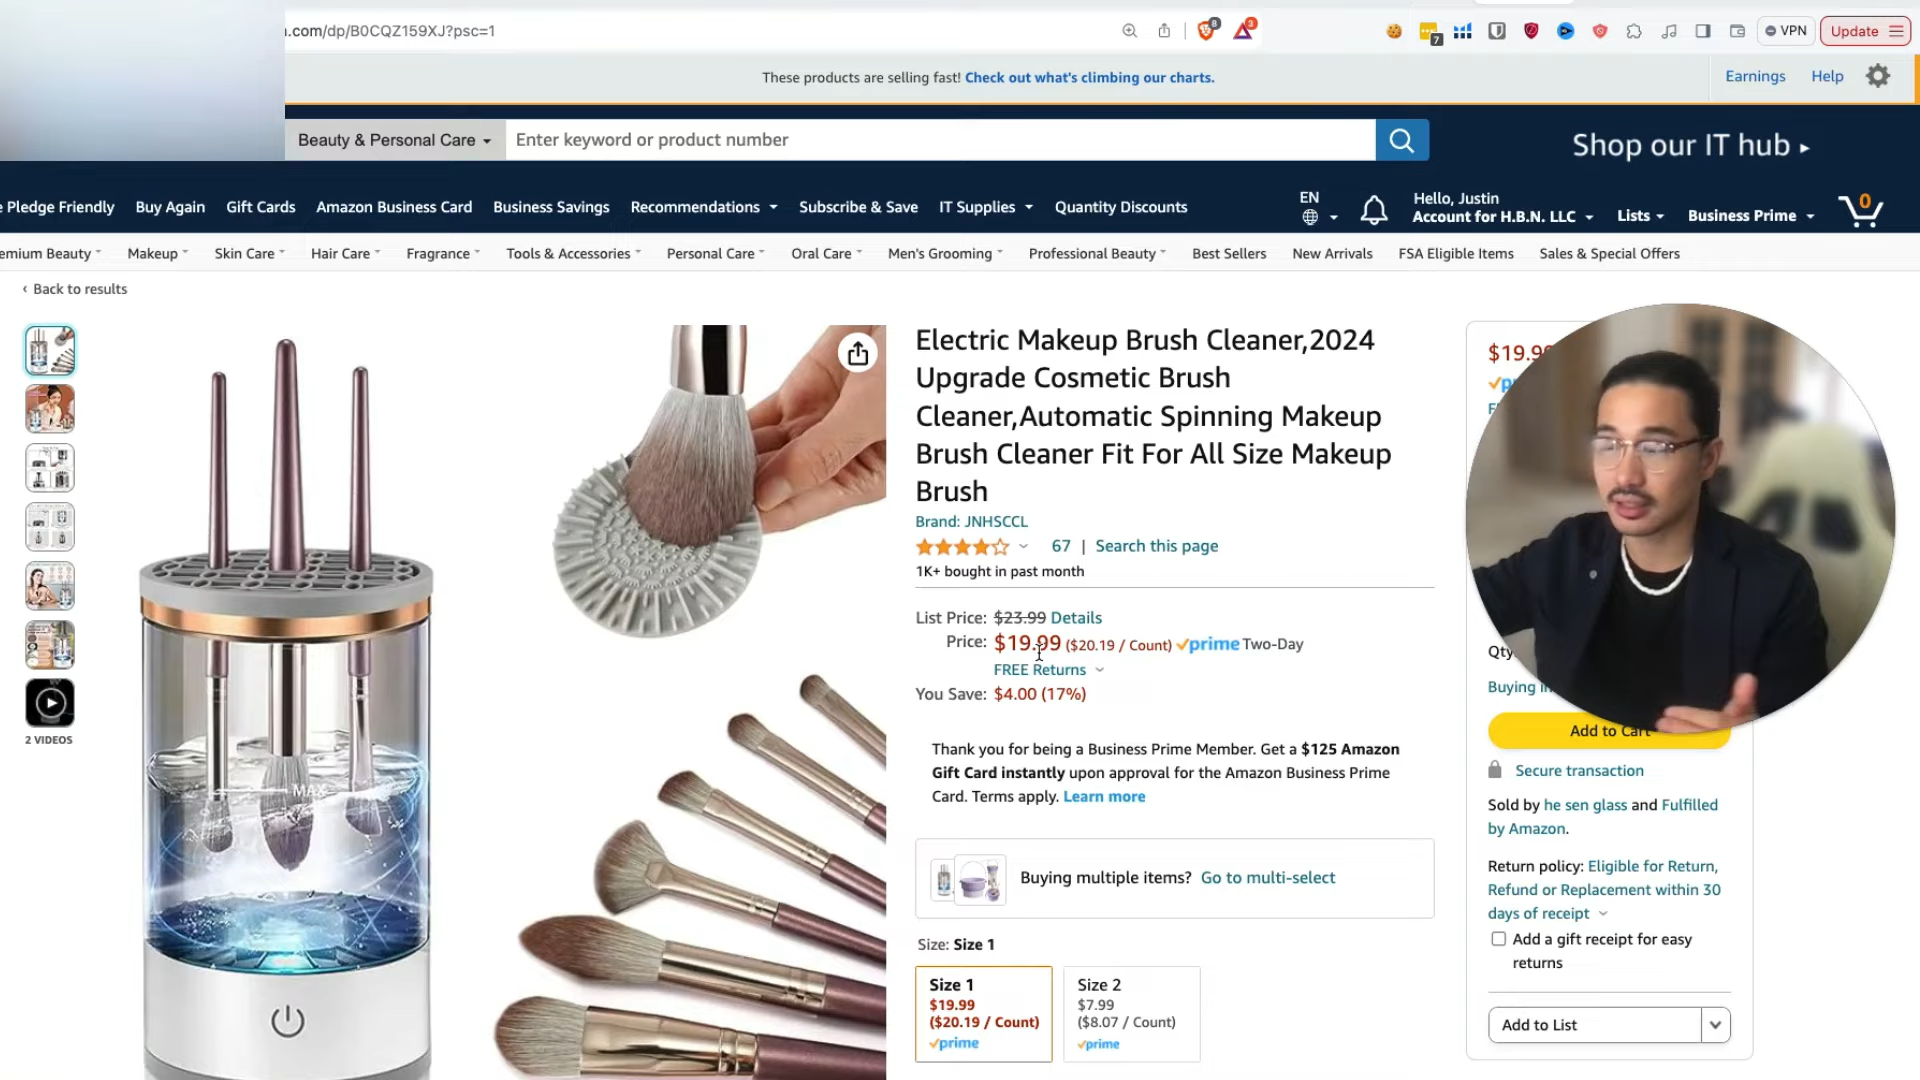 ı.com/dp/B0CQZ159XJ?psc=1
8
3
7
VPN
Update
These products are selling fast! Check out what's climbing our charts.
Earnings
Help
Beauty & Personal Care
Enter keyword or product number
Shop our IT hub ▸
e Pledge Friendly
Buy Again
Gift Cards
Amazon Business Card
Business Savings
Recommendations
Subscribe & Save
IT Supplies
Quantity Discounts
EN
Hello, Justin
Account for H.B.N. LLC
Lists
Business Prime
0
emium Beauty
Makeup
Skin Care
Hair Care
Fragrance
Tools & Accessories
Personal Care
Oral Care
Men's Grooming
Professional Beauty
Best Sellers
New Arrivals
FSA Eligible Items
Sales & Special Offers
‹ Back to results
2 VIDEOS
MAX
Electric Makeup Brush Cleaner,2024
Upgrade Cosmetic Brush
Cleaner,Automatic Spinning Makeup
Brush Cleaner Fit For All Size Makeup
Brush
Brand: JNHSCCL
67 | Search this page
1K+ bought in past month
List Price: $23.99 Details
Price: $19.99 ($20.19 / Count) prime Two-Day
FREE Returns
You Save: $4.00 (17%)
Thank you for being a Business Prime Member. Get a $125 Amazon
Gift Card instantly upon approval for the Amazon Business Prime
Card. Terms apply. Learn more
Buying multiple items? Go to multi-select
Size: Size 1
Size 1
$19.99
($20.19 / Count)
prime
Size 2
$7.99
($8.07 / Count)
prime
$19.99
Qty
Buying in
Add to Cart
Secure transaction
Sold by he sen glass and Fulfilled
by Amazon.
Return policy: Eligible for Return,
Refund or Replacement within 30
days of receipt
Add a gift receipt for easy
returns
Add to List